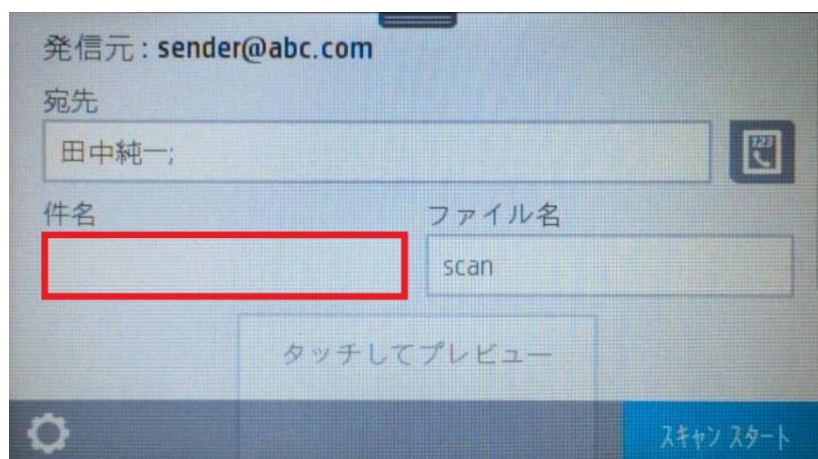 発信元 : sender@abc.com
宛先
田中純一;
123
件名
ファイル名
scan
タッチしてプレビュー
スキャン スタート